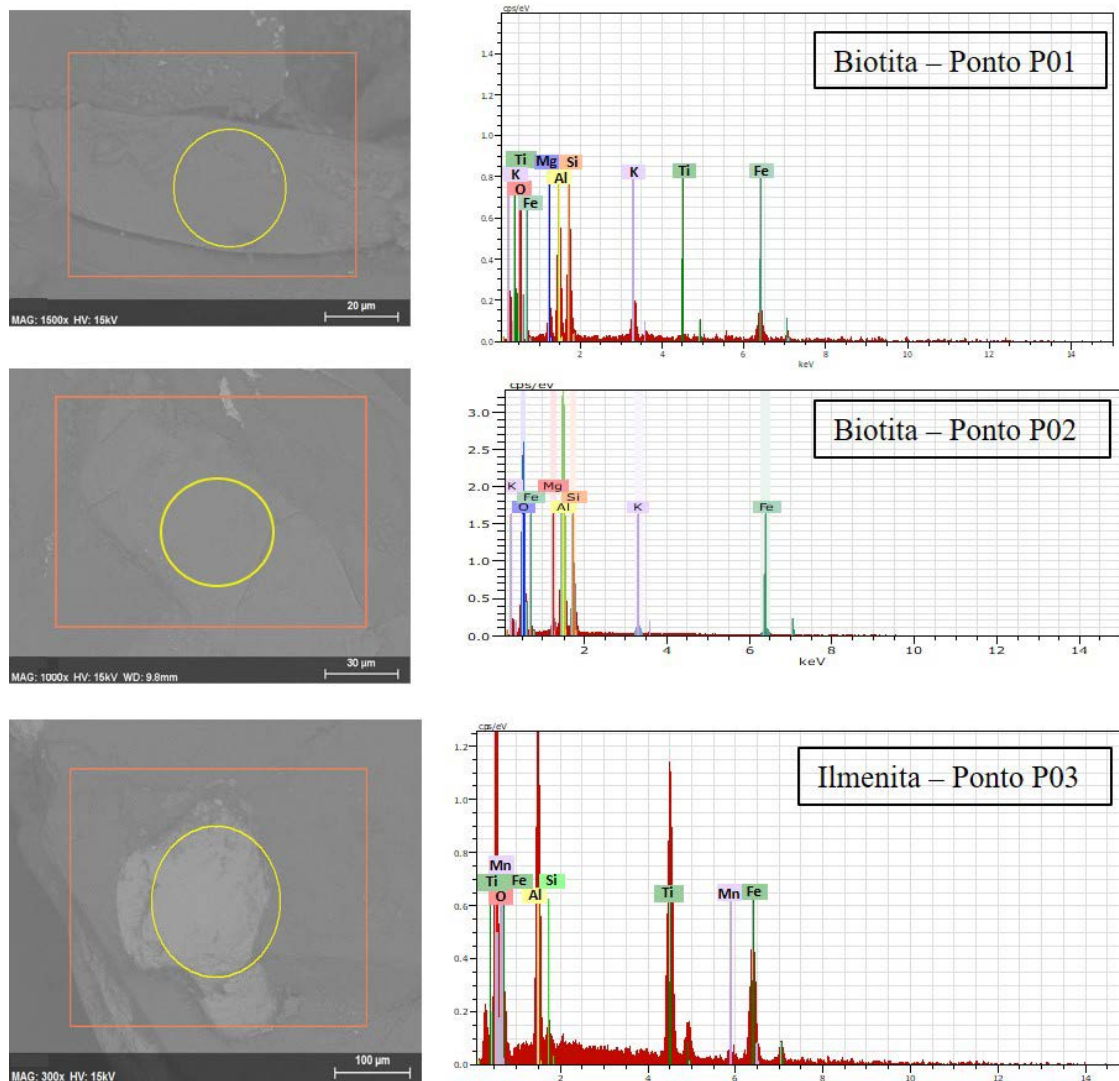 20 µm
MAG: 1500x HV: 15kV
cps/eV
Biotita – Ponto P01
1.4
1.2
1.0
0.8
0.6
0.4
0.2
0.0
Ti Mg Si
K Al K Ti Fe
O
Fe
2 4 6 8 10 12 14
keV
30 µm
MAG: 1000x HV: 15kV WD: 9.8mm
cps/eV
Biotita – Ponto P02
3.0
2.5
2.0
1.5
1.0
0.5
0.0
K Mg
Fe Si
O Al K Fe
2 4 6 8 10 12 14
keV
100 µm
MAG: 300x HV: 15kV
cps/eV
Ilmenita – Ponto P03
1.2
1.0
0.8
0.6
0.4
0.2
0.0
Mn
Ti Fe Si
O Al Ti Mn Fe
2 4 6 8 10 12 14
keV